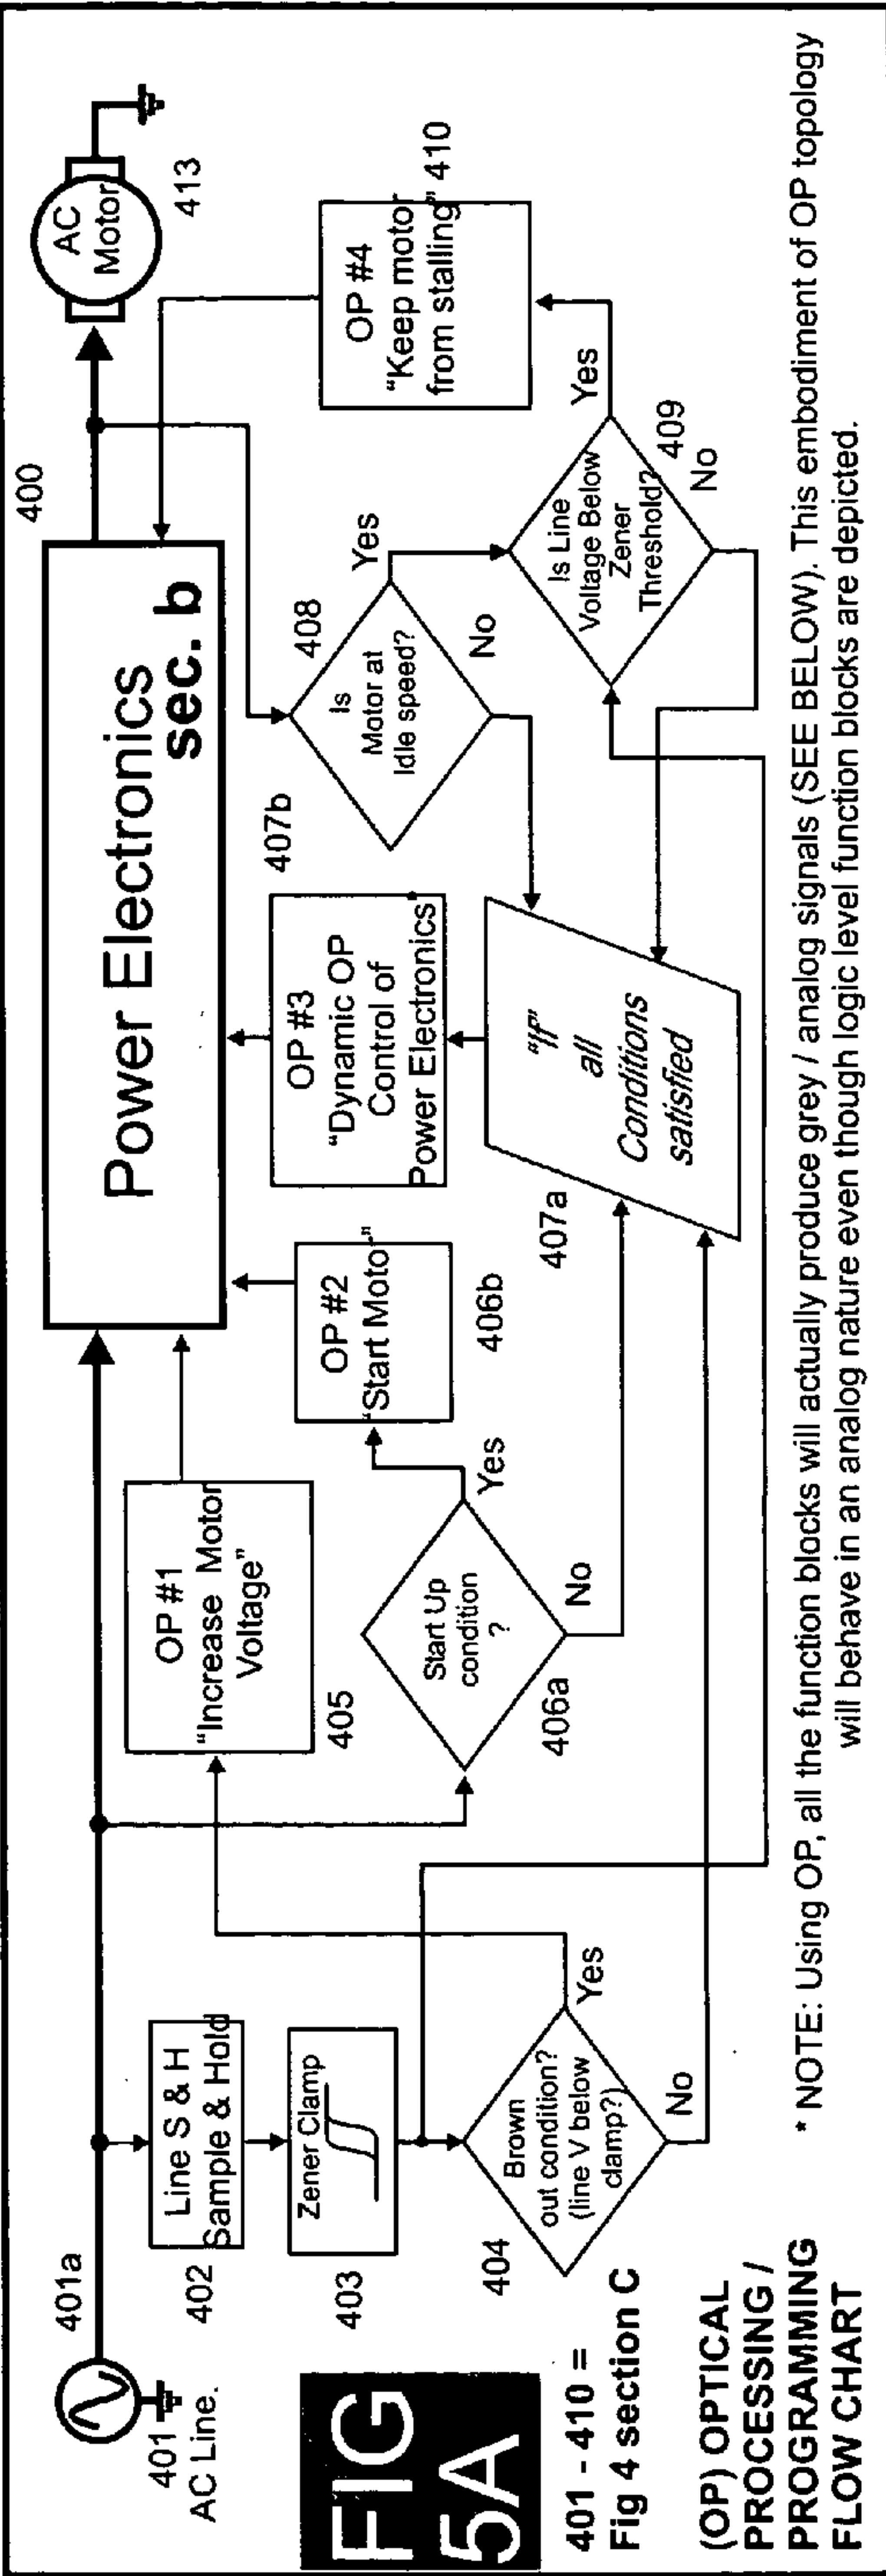 401a
401
AC Line.
402
Line S & H
Sample & Hold
403
Zener Clamp
404
Brown
out condition?
(line V below
clamp?)
Yes
No
OP #1
"Increase Motor
Voltage"
405
Start Up
condition
?
406a
Yes
No
OP #2
"Start Motor"
406b
400
Power Electronics
sec. b
OP #3
"Dynamic OP
Control of
Power Electronics
407b
407a
"If"
all
Conditions
satisfied
408
Is
Motor at
Idle speed?
Yes
No
Is Line
Voltage Below
Zener
Threshold?
409
Yes
No
OP #4
"Keep motor
from stalling"
410
AC
Motor
413
FIG
5A
401 - 410 =
Fig 4 section C
(OP) OPTICAL
PROCESSING /
PROGRAMMING
FLOW CHART
* NOTE: Using OP, all the function blocks will actually produce grey / analog signals (SEE BELOW). This embodiment of OP topology
will behave in an analog nature even though logic level function blocks are depicted.